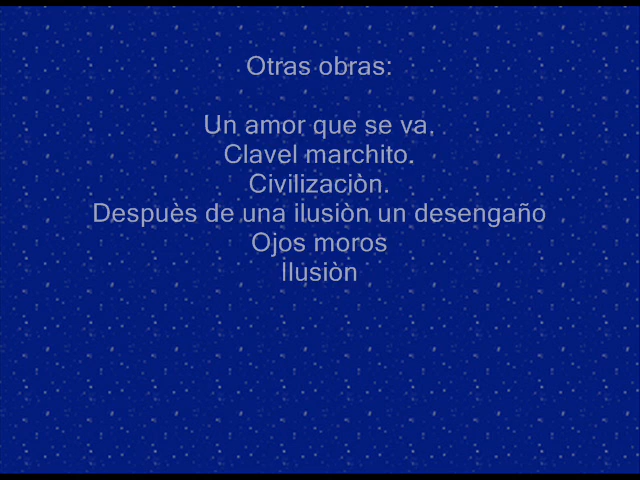 Otras obras:
Un amor que se va.
Clavel marchito.
Civilizaciòn.
Despuès de una ilusiòn un desengaño
Ojos moros
Ilusiòn